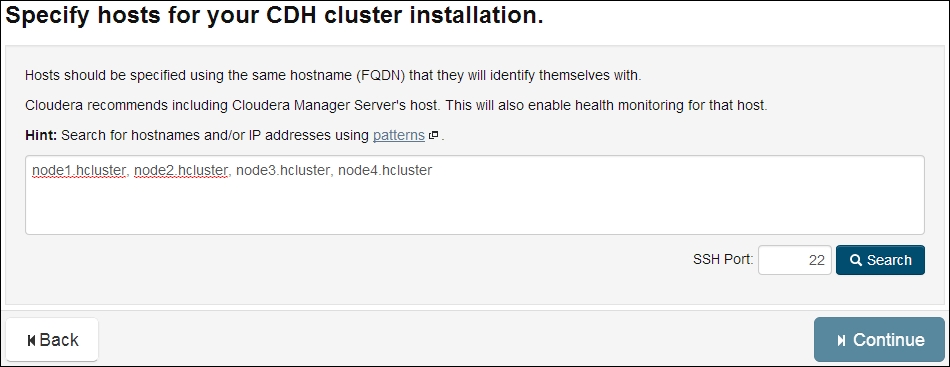 Specify hosts for your CDH cluster installation.
Hosts should be specified using the same hostname (FQDN) that they will identify themselves with.
Cloudera recommends including Cloudera Manager Server's host. This will also enable health monitoring for that host.
Hint: Search for hostnames and/or IP addresses using patterns .
node1.hcluster, node2.hcluster, node3.hcluster, node4.hcluster
SSH Port: 22 Search
Back Continue